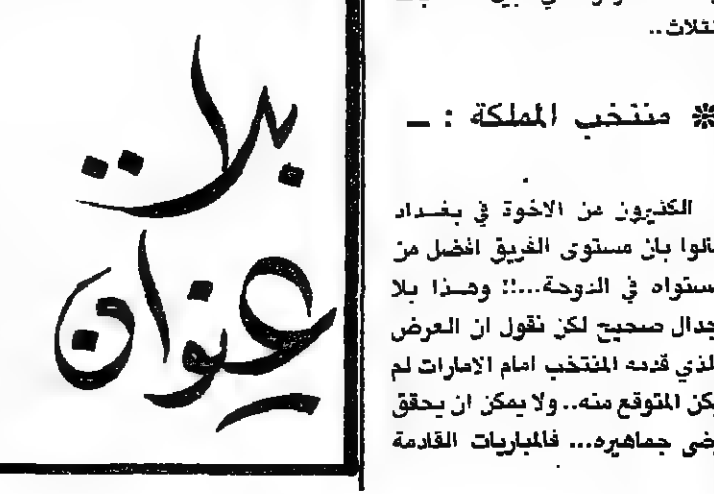 بلا
عنوان
ثلاث..
❊ منتخب المملكة : ــ
الكثيرون من الاخوة في بغداد
قالوا بان مستوى الفريق افضل من
مستواه في الدوحة...!! وهذا بلا
جدال صحيح لكن نقول ان العرض
الذي قدمه المنتخب امام الامارات لم
يكن المتوقع منه.. ولا يمكن ان يحقق
رضى جماهيره... فالمباريات القادمة